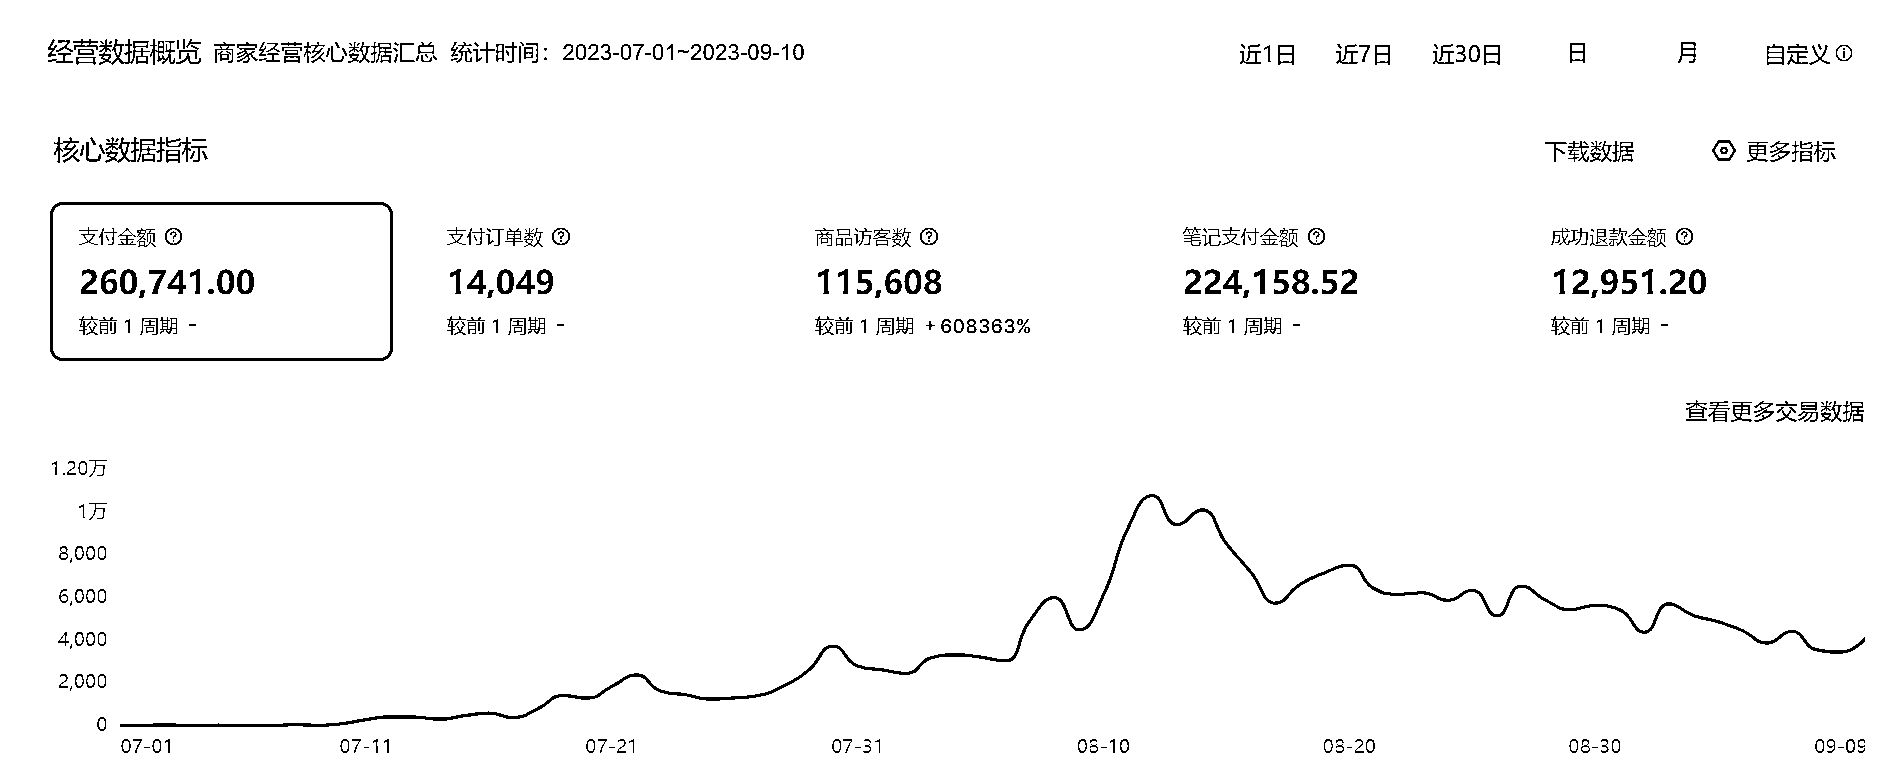 经营数据概览 商家经营核心数据汇总 统计时间：2023-07-01~2023-09-10 近1日 近7日 近30日 日 月 自定义
核心数据指标 下载数据 更多指标
支付金额 支付订单数 商品访客数 笔记支付金额 成功退款金额
260,741.00 14,049 115,608 224,158.52 12,951.20
较前 1 周期 - 较前 1 周期 - 较前 1 周期 +608363% 较前 1 周期 - 较前 1 周期 -
查看更多交易数据
1.20万
1万
8,000
6,000
4,000
2,000
0
07-01 07-11 07-21 07-31 08-10 08-20 08-30 09-09